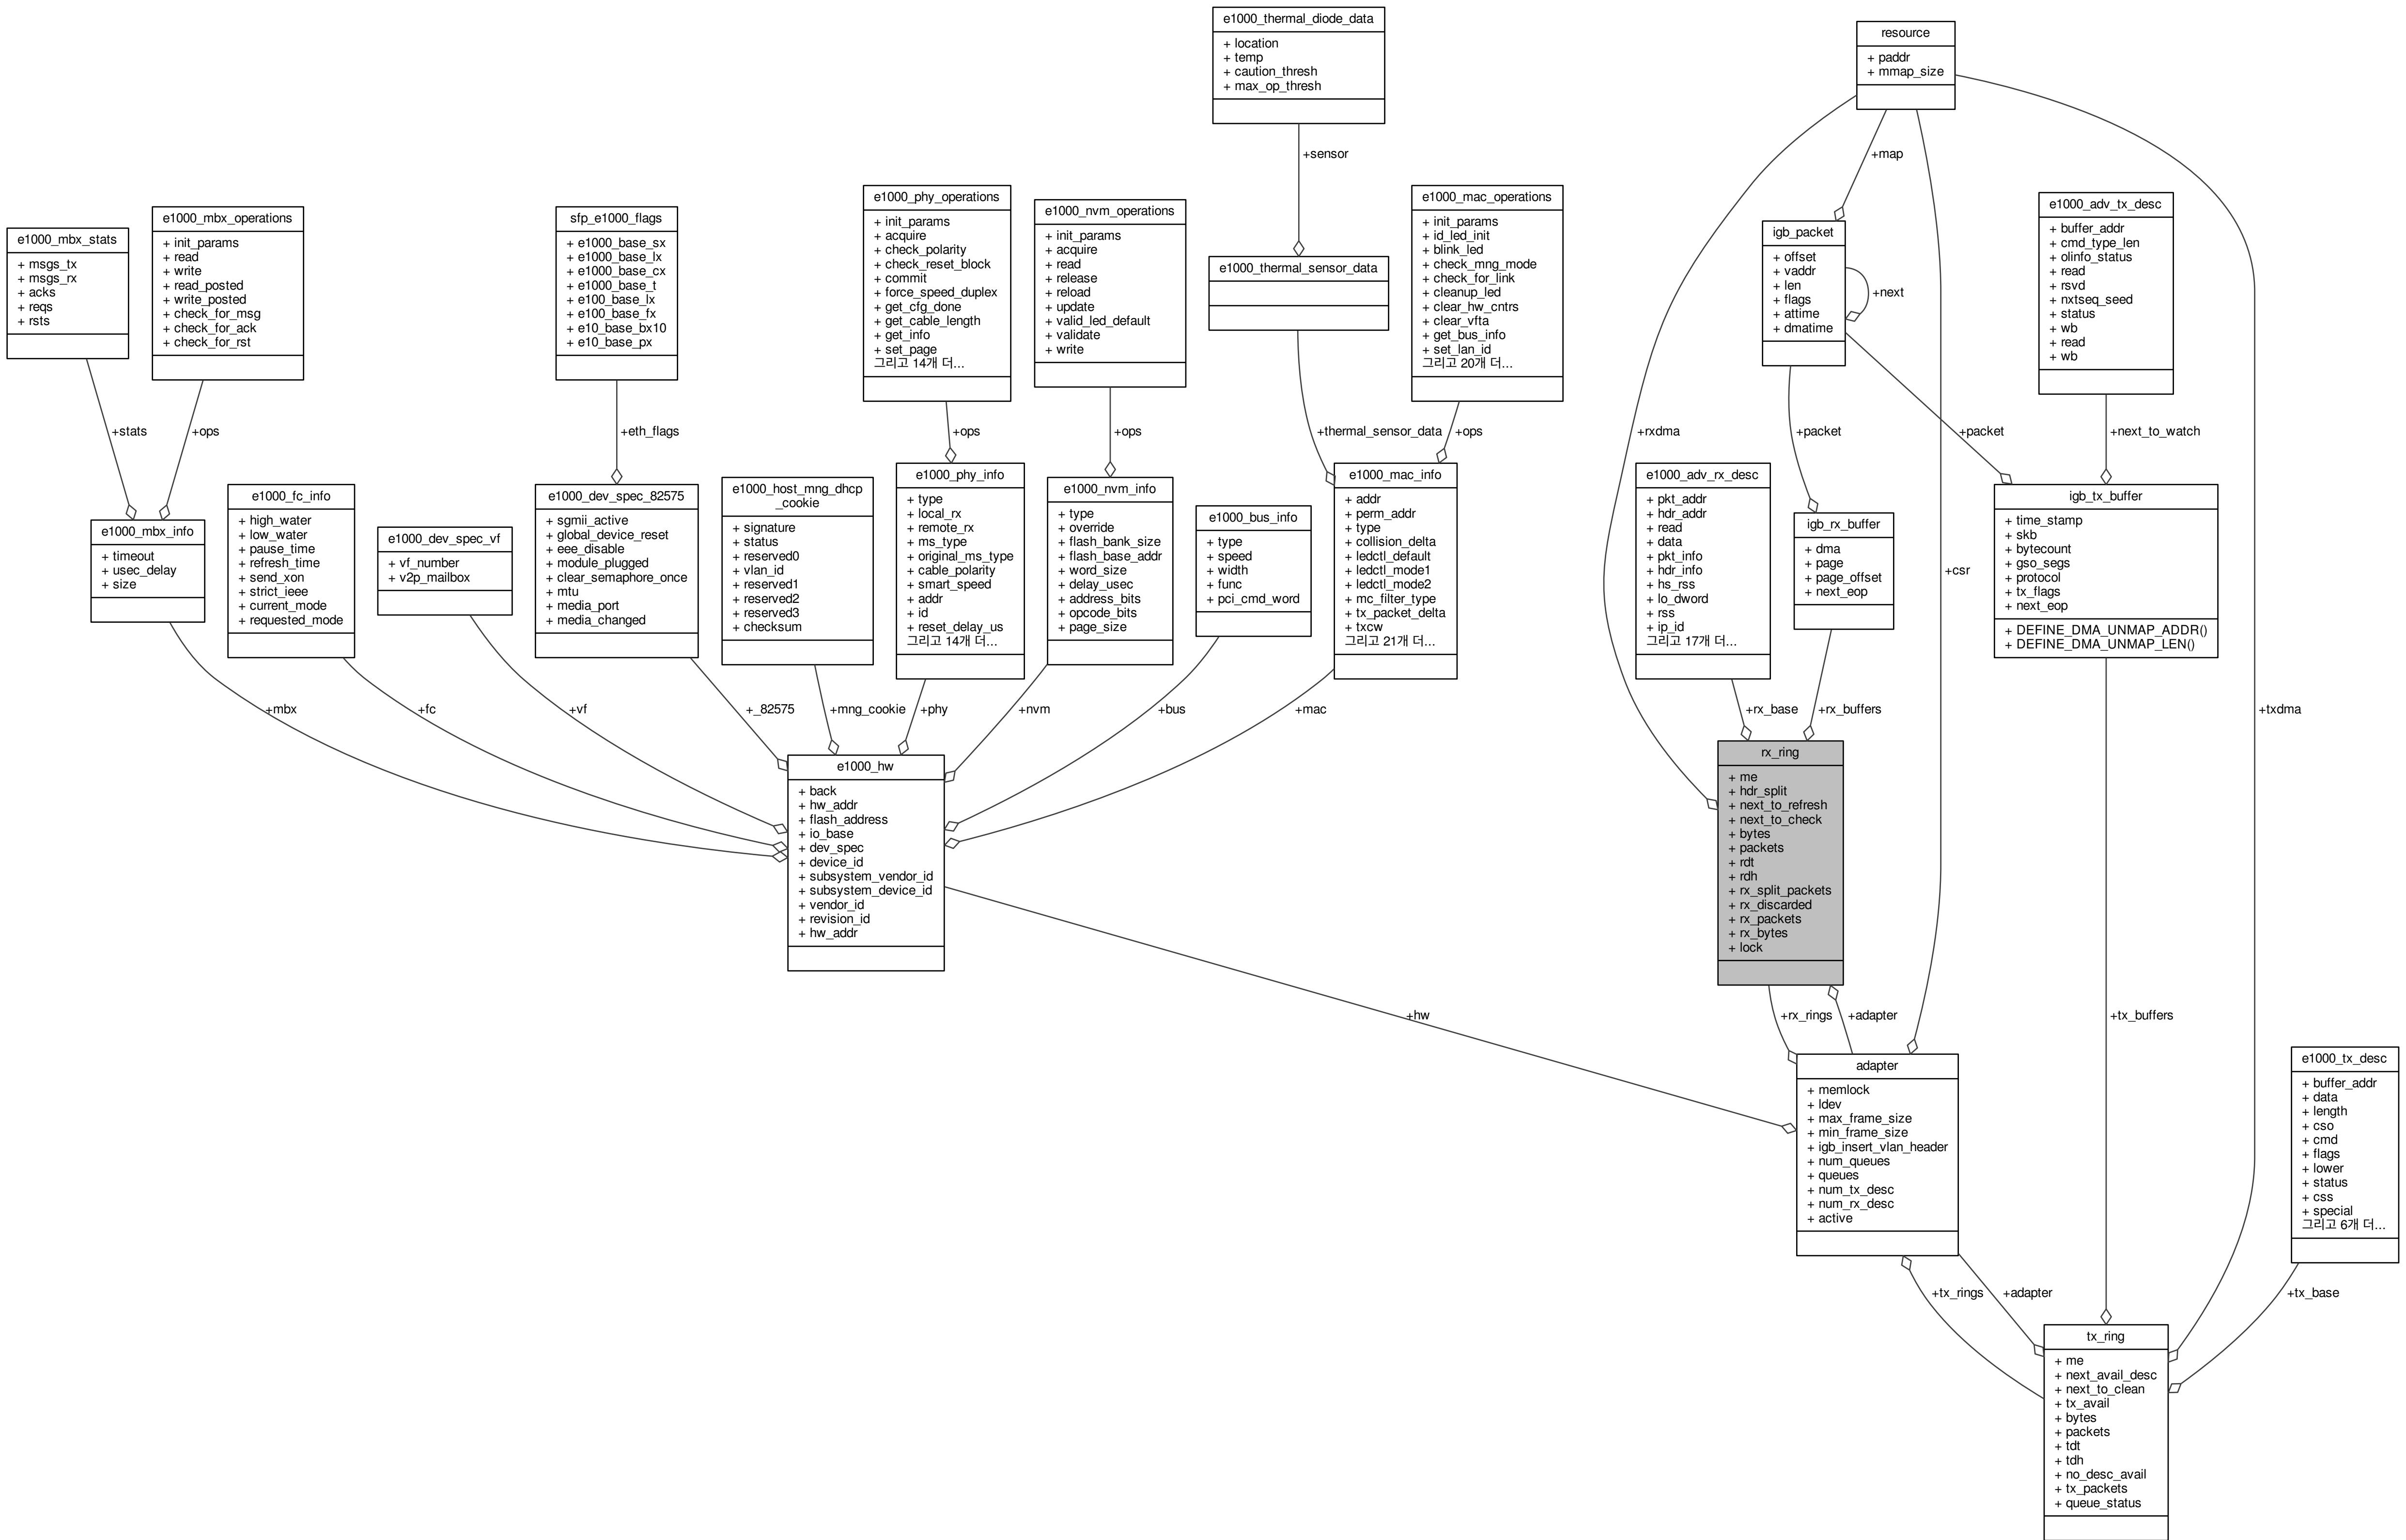 e1000_thermal_diode_data
+ location
+ temp
+ caution_thresh
+ max_op_thresh
resource
+ paddr
+ mmap_size
+sensor
+map
e1000_mbx_stats
+ msgs_tx
+ msgs_rx
+ acks
+ reqs
+ rsts
e1000_mbx_operations
+ init_params
+ read
+ write
+ read_posted
+ write_posted
+ check_for_msg
+ check_for_ack
+ check_for_rst
sfp_e1000_flags
+ e1000_base_sx
+ e1000_base_lx
+ e1000_base_cx
+ e1000_base_t
+ e100_base_lx
+ e100_base_fx
+ e10_base_bx10
+ e10_base_px
e1000_phy_operations
+ init_params
+ acquire
+ check_polarity
+ check_reset_block
+ commit
+ force_speed_duplex
+ get_cfg_done
+ get_cable_length
+ get_info
+ set_page
그리고 14개 더...
e1000_nvm_operations
+ init_params
+ acquire
+ read
+ release
+ reload
+ update
+ valid_led_default
+ validate
+ write
e1000_thermal_sensor_data
e1000_mac_operations
+ init_params
+ id_led_init
+ blink_led
+ check_mng_mode
+ check_for_link
+ cleanup_led
+ clear_hw_cntrs
+ clear_vfta
+ get_bus_info
+ set_lan_id
그리고 20개 더...
igb_packet
+ offset
+ vaddr
+ len
+ flags
+ attime
+ dmatime
+next
e1000_adv_tx_desc
+ buffer_addr
+ cmd_type_len
+ olinfo_status
+ read
+ rsvd
+ nxtseq_seed
+ status
+ wb
+ read
+ wb
+stats
+ops
+eth_flags
+ops
+ops
+thermal_sensor_data
+ops
+rxdma
+packet
+packet
+next_to_watch
e1000_mbx_info
+ timeout
+ usec_delay
+ size
e1000_fc_info
+ high_water
+ low_water
+ pause_time
+ refresh_time
+ send_xon
+ strict_ieee
+ current_mode
+ requested_mode
e1000_dev_spec_vf
+ vf_number
+ v2p_mailbox
e1000_dev_spec_82575
+ sgmii_active
+ global_device_reset
+ eee_disable
+ module_plugged
+ clear_semaphore_once
+ mtu
+ media_port
+ media_changed
e1000_host_mng_dhcp
_cookie
+ signature
+ status
+ reserved0
+ vlan_id
+ reserved1
+ reserved2
+ reserved3
+ checksum
e1000_phy_info
+ type
+ local_rx
+ remote_rx
+ ms_type
+ original_ms_type
+ cable_polarity
+ smart_speed
+ addr
+ id
+ reset_delay_us
그리고 14개 더...
e1000_nvm_info
+ type
+ override
+ flash_bank_size
+ flash_base_addr
+ word_size
+ delay_usec
+ address_bits
+ opcode_bits
+ page_size
e1000_bus_info
+ type
+ speed
+ width
+ func
+ pci_cmd_word
e1000_mac_info
+ addr
+ perm_addr
+ type
+ collision_delta
+ ledctl_default
+ ledctl_mode1
+ ledctl_mode2
+ mc_filter_type
+ tx_packet_delta
+ txcw
그리고 21개 더...
e1000_adv_rx_desc
+ pkt_addr
+ hdr_addr
+ read
+ data
+ pkt_info
+ hdr_info
+ hs_rss
+ lo_dword
+ rss
+ ip_id
그리고 17개 더...
igb_rx_buffer
+ dma
+ page
+ page_offset
+ next_eop
+csr
igb_tx_buffer
+ time_stamp
+ skb
+ bytecount
+ gso_segs
+ protocol
+ tx_flags
+ next_eop
+ DEFINE_DMA_UNMAP_ADDR()
+ DEFINE_DMA_UNMAP_LEN()
+mbx
+fc
+vf
+_82575
+mng_cookie
+phy
+nvm
+bus
+mac
+rx_base
+rx_buffers
+txdma
e1000_hw
+ back
+ hw_addr
+ flash_address
+ io_base
+ dev_spec
+ device_id
+ subsystem_vendor_id
+ subsystem_device_id
+ vendor_id
+ revision_id
+ hw_addr
rx_ring
+ me
+ hdr_split
+ next_to_refresh
+ next_to_check
+ bytes
+ packets
+ rdt
+ rdh
+ rx_split_packets
+ rx_discarded
+ rx_packets
+ rx_bytes
+ lock
+hw
+rx_rings
+adapter
+tx_buffers
adapter
+ memlock
+ ldev
+ max_frame_size
+ min_frame_size
+ igb_insert_vlan_header
+ num_queues
+ queues
+ num_tx_desc
+ num_rx_desc
+ active
e1000_tx_desc
+ buffer_addr
+ data
+ length
+ cso
+ cmd
+ flags
+ lower
+ status
+ css
+ special
그리고 6개 더...
+tx_rings
+adapter
+tx_base
tx_ring
+ me
+ next_avail_desc
+ next_to_clean
+ tx_avail
+ bytes
+ packets
+ tdt
+ tdh
+ no_desc_avail
+ tx_packets
+ queue_status